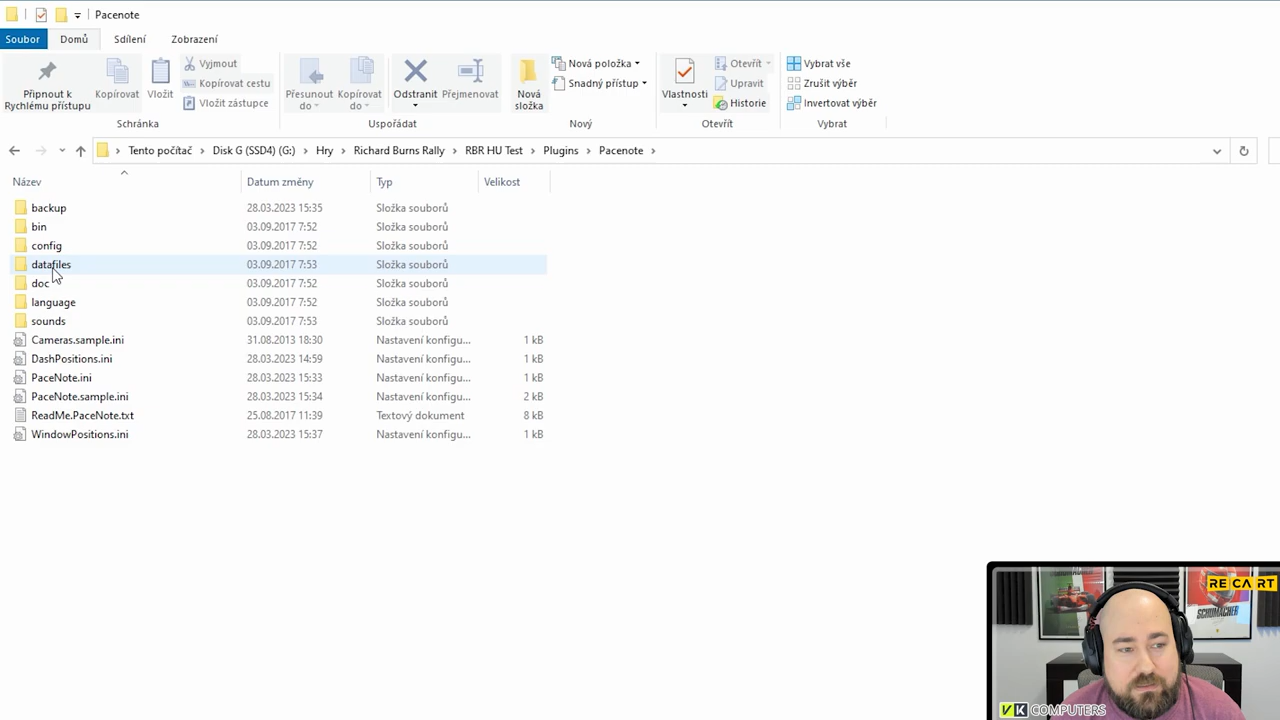 Pacenote
Soubor Domů Sdílení Zobrazení
Připnout k Rychlému přístupu
Kopírovat
Vložit
Vyjmout
Kopírovat cestu
Vložit zástupce
Schránka
Přesunout do
Kopírovat do
Odstranit
Přejmenovat
Uspořádat
Nová složka
Nová položka
Snadný přístup
Nový
Vlastnosti
Otevřít
Upravit
Historie
Otevřít
Vybrat vše
Zrušit výběr
Invertovat výběr
Vybrat
Tento počítač > Disk G (SSD4) (G:) > Hry > Richard Burns Rally > RBR HU Test > Plugins > Pacenote >
Název Datum změny Typ Velikost
backup 28.03.2023 15:35 Složka souborů
bin 03.09.2017 7:52 Složka souborů
config 03.09.2017 7:52 Složka souborů
datafiles 03.09.2017 7:53 Složka souborů
doc 03.09.2017 7:52 Složka souborů
language 03.09.2017 7:52 Složka souborů
sounds 03.09.2017 7:53 Složka souborů
Cameras.sample.ini 31.08.2013 18:30 Nastavení konfigu... 1 kB
DashPositions.ini 28.03.2023 14:59 Nastavení konfigu... 1 kB
PaceNote.ini 28.03.2023 15:33 Nastavení konfigu... 1 kB
PaceNote.sample.ini 28.03.2023 15:34 Nastavení konfigu... 2 kB
ReadMe.PaceNote.txt 25.08.2017 11:39 Textový dokument 8 kB
WindowPositions.ini 28.03.2023 15:37 Nastavení konfigu... 1 kB
RECART
SCHUMACHER
VK COMPUTERS